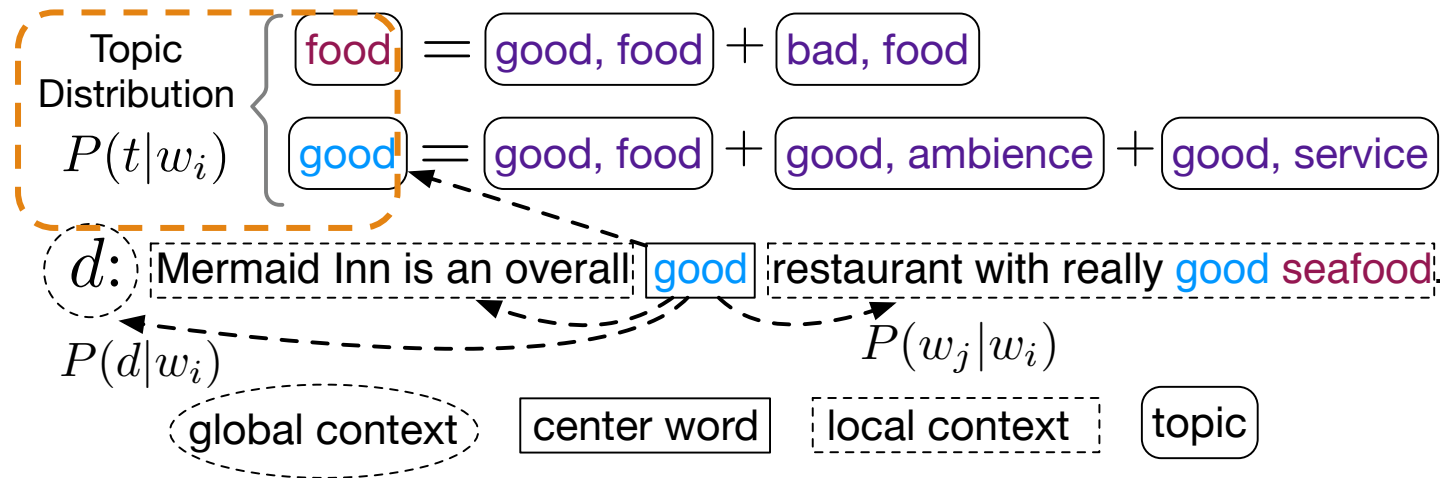 Topic Distribution P(t|w_i)
food = good, food + bad, food
good = good, food + good, ambience + good, service
d: Mermaid Inn is an overall good restaurant with really good seafood.
P(d|w_i)
P(w_j|w_i)
global context center word local context topic